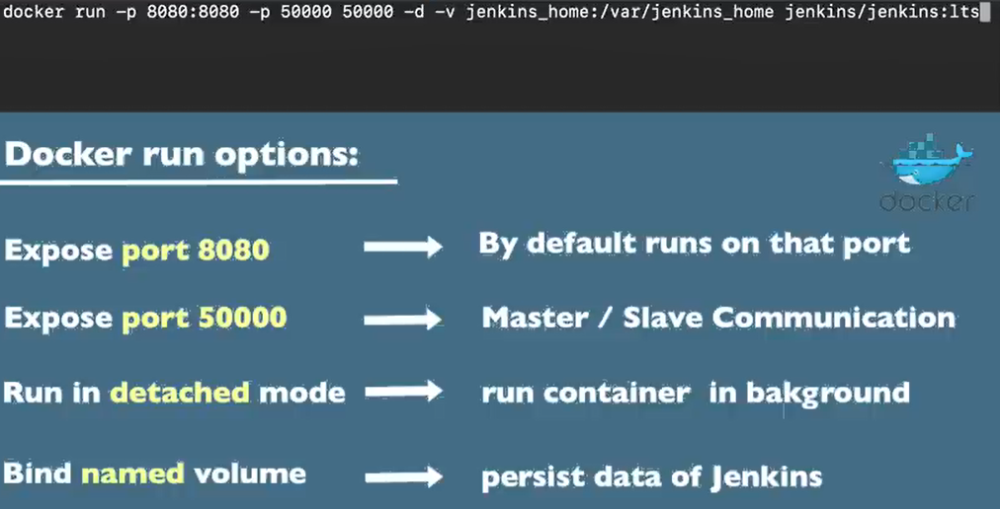 docker run -p 8080:8080 -p 50000 50000 -d -v jenkins_home:/var/jenkins_home jenkins/jenkins:lts
Docker run options:
docker
Expose port 8080
By default runs on that port
Expose port 50000
Master / Slave Communication
Run in detached mode
run container in bakground
Bind named volume
persist data of Jenkins